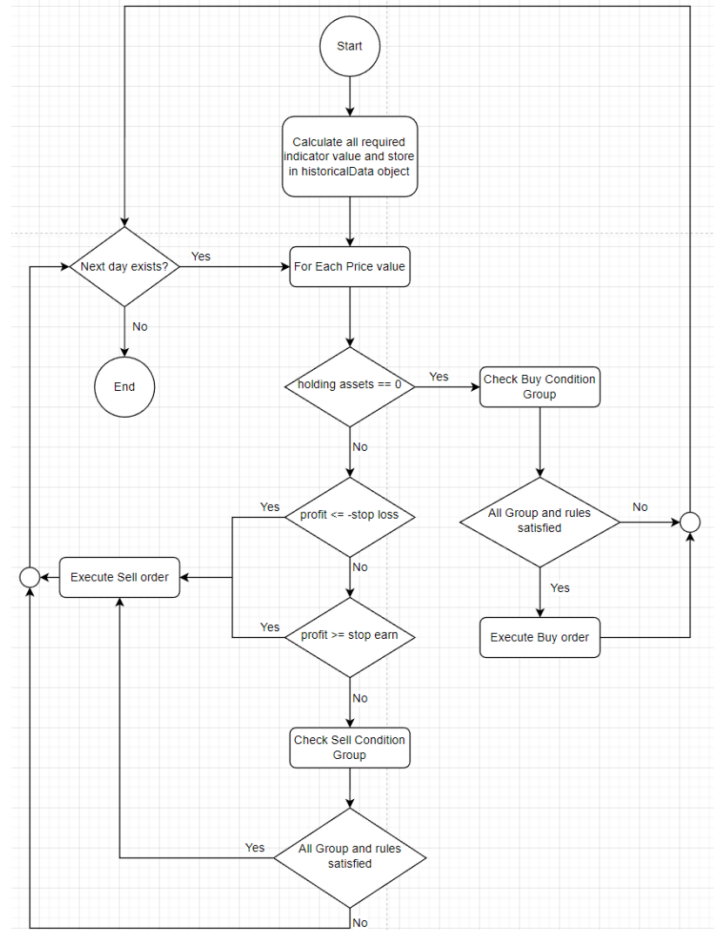 Start
Calculate all required
indicator value and store
in historicalData object
Next day exists?
Yes
For Each Price value
No
End
holding assets == 0
Yes
Check Buy Condition
Group
No
profit <= -stop loss
Yes
All Group and rules
satisfied
No
No
Execute Sell order
Yes
profit >= stop earn
Yes
Execute Buy order
No
Check Sell Condition
Group
Yes
All Group and rules
satisfied
No